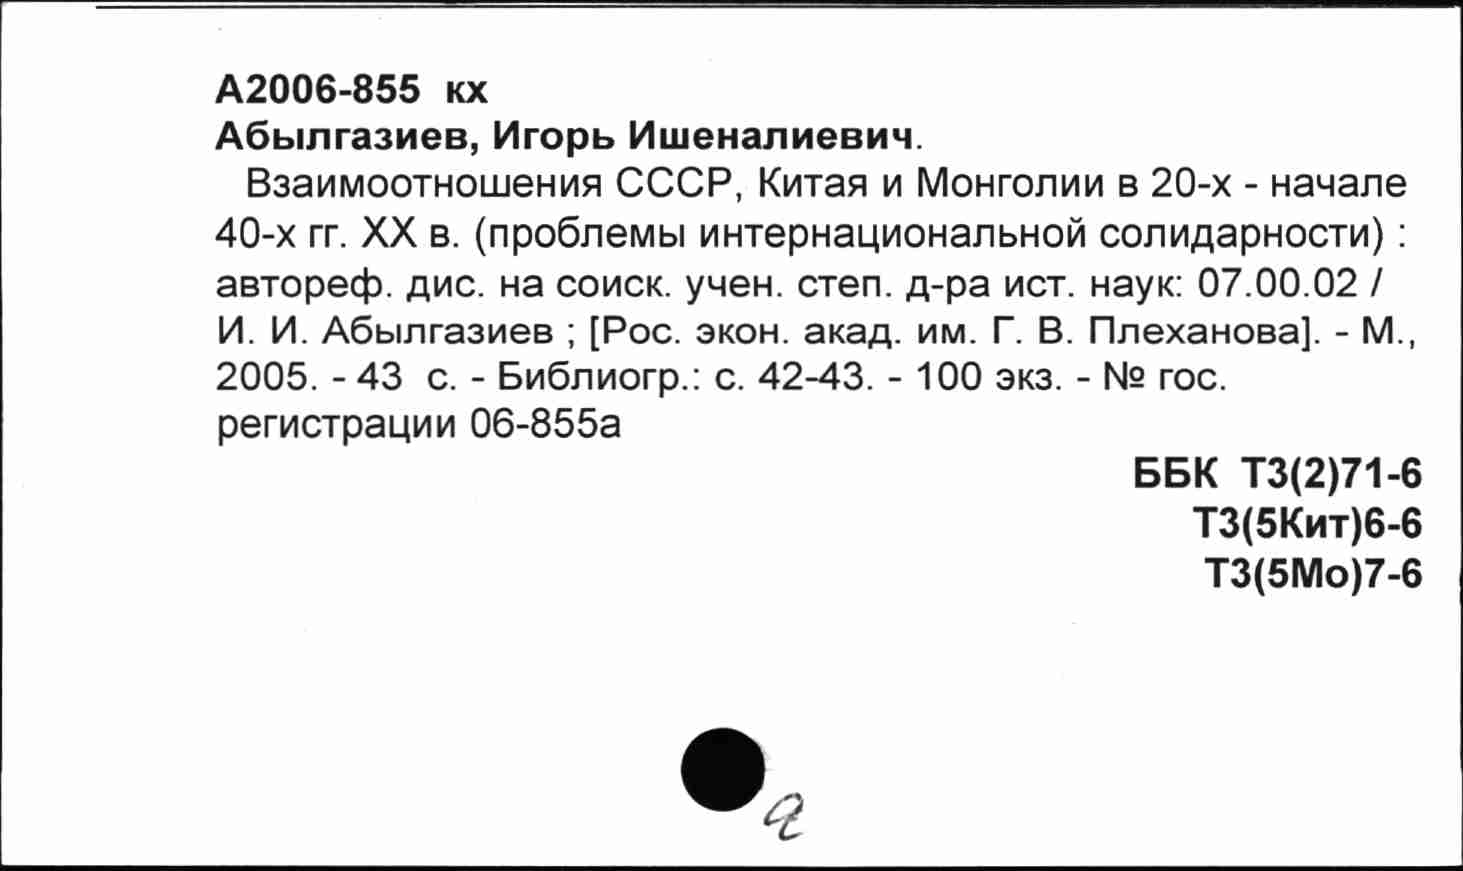 А2006-855 кх
Абылгазиев, Игорь Ишеналиевич.
Взаимоотношения СССР, Китая и Монголии в 20-х - начале
40-х гг. XX в. (проблемы интернациональной солидарности) :
автореф. дис. на соиск. учен. степ. д-ра ист. наук: 07.00.02 /
И. И. Абылгазиев ; [Рос. экон. акад. им. Г. В. Плеханова]. - М.,
2005. - 43 с. - Библиогр.: с. 42-43. - 100 экз. - № гос.
регистрации 06-855а
ББК Т3(2)71-6
Т3(5Кит)6-6
Т3(5Мо)7-6